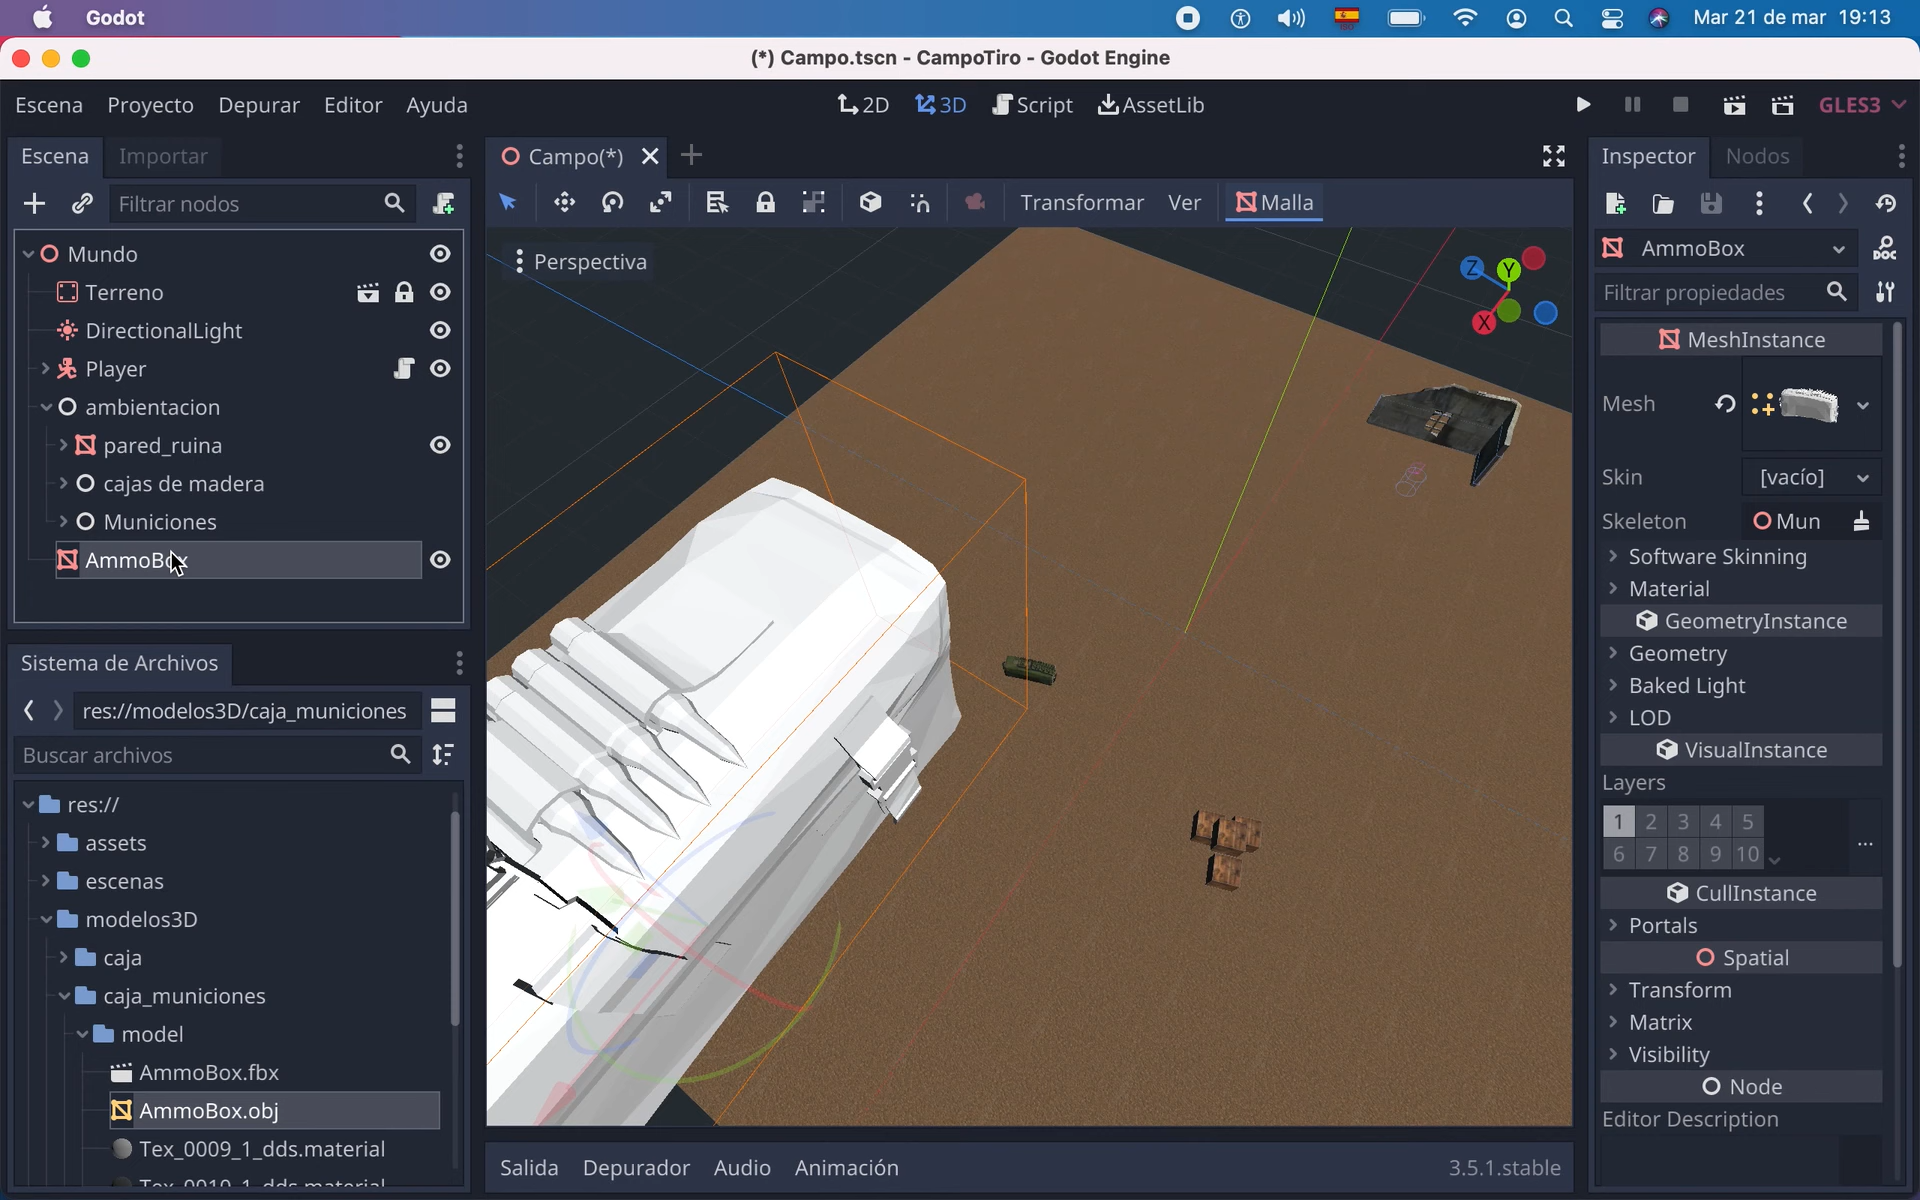 Godot
Mar 21 de mar 19:13
(*) Campo.tscn - CampoTiro - Godot Engine
Escena Proyecto Depurar Editor Ayuda
2D 3D Script AssetLib
GLES3
Escena Importar
Campo(*)
Inspector Nodos
Filtrar nodos
Transformar Ver Malla
Mundo
Terreno
DirectionalLight
Player
ambientacion
pared_ruina
cajas de madera
Municiones
AmmoBox
Perspectiva
Z Y X
AmmoBox
DOC
Filtrar propiedades
MeshInstance
Mesh
Skin [vacío]
Skeleton Mun
Software Skinning
Material
GeometryInstance
Geometry
Baked Light
LOD
VisualInstance
Layers
1 2 3 4 5
6 7 8 9 10
...
CullInstance
Portals
Spatial
Transform
Matrix
Visibility
Node
Editor Description
Sistema de Archivos
res://modelos3D/caja_municiones
Buscar archivos
res://
assets
escenas
modelos3D
caja
caja_municiones
model
AmmoBox.fbx
AmmoBox.obj
Tex_0009_1_dds.material
Tex_0010_1_dds.material
Salida Depurador Audio Animación
3.5.1.stable